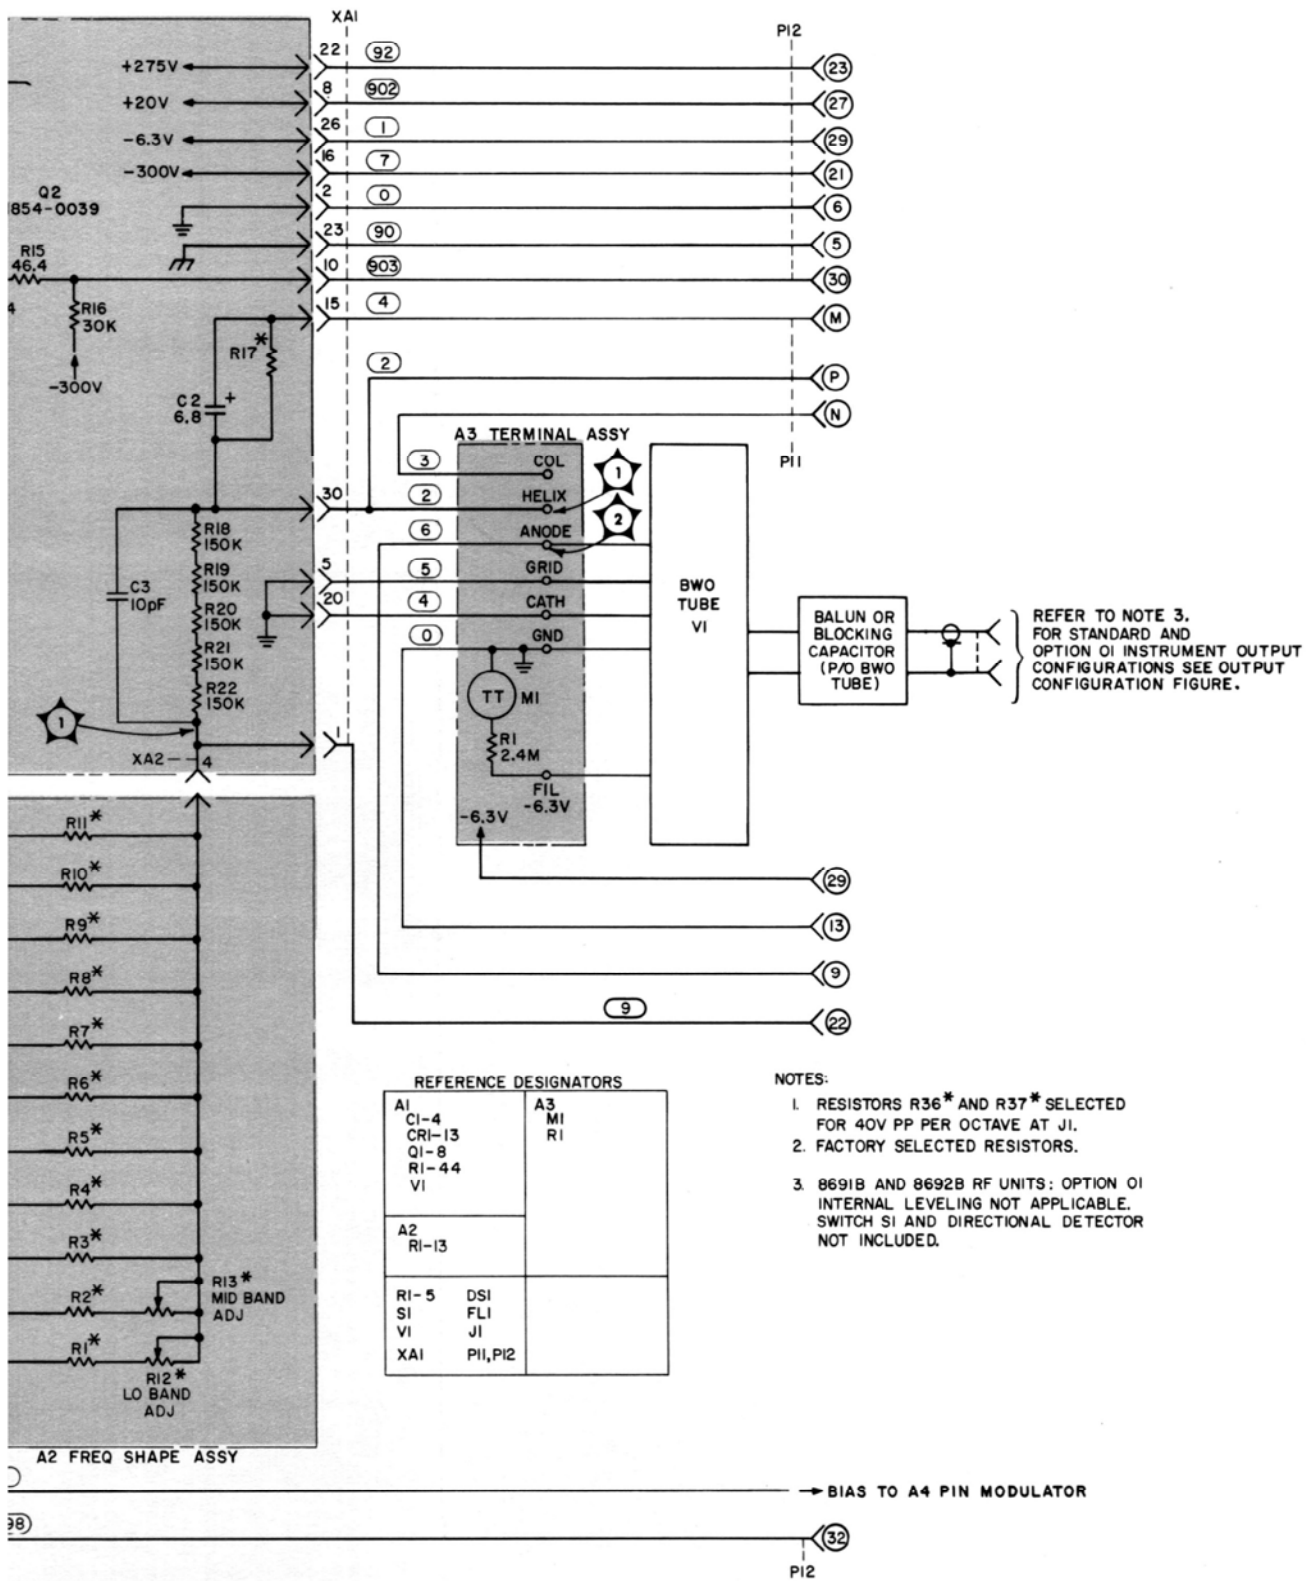 XA1
P12
22
92
+275V
23
8
902
+20V
27
26
1
-6.3V
29
16
7
-300V
21
2
0
6
Q2
1854-0039
23
90
5
R15
46.4
10
903
30
4
R16
30K
15
4
M
R17*
-300V
2
P
C2
6.8
+
N
A3 TERMINAL ASSY
P11
3
COL
1
30
2
HELIX
2
6
ANODE
R18
150K
5
5
GRID
R19
150K
C3
10pF
20
4
CATH
R20
150K
0
GND
R21
150K
R22
150K
TT
M1
BWO
TUBE
V1
BALUN OR
BLOCKING
CAPACITOR
(P/O BWO
TUBE)
REFER TO NOTE 3.
FOR STANDARD AND
OPTION 01 INSTRUMENT OUTPUT
CONFIGURATIONS SEE OUTPUT
CONFIGURATION FIGURE.
1
1
R1
2.4M
XA2
4
FIL
-6.3V
-6.3V
R11*
R10*
29
R9*
13
R8*
9
9
R7*
22
R6*
R5*
R4*
R3*
R2*
R13*
MID BAND
ADJ
R1*
R12*
LO BAND
ADJ
A2 FREQ SHAPE ASSY
REFERENCE DESIGNATORS
A1
C1-4
CR1-13
Q1-8
R1-44
V1
A3
M1
R1
A2
R1-13
R1-5 DS1
S1 FL1
V1 J1
XA1 P11,P12
NOTES:
1. RESISTORS R36* AND R37* SELECTED
FOR 40V PP PER OCTAVE AT J1.
2. FACTORY SELECTED RESISTORS.
3. 8691B AND 8692B RF UNITS: OPTION 01
INTERNAL LEVELING NOT APPLICABLE.
SWITCH S1 AND DIRECTIONAL DETECTOR
NOT INCLUDED.
BIAS TO A4 PIN MODULATOR
98
32
P12